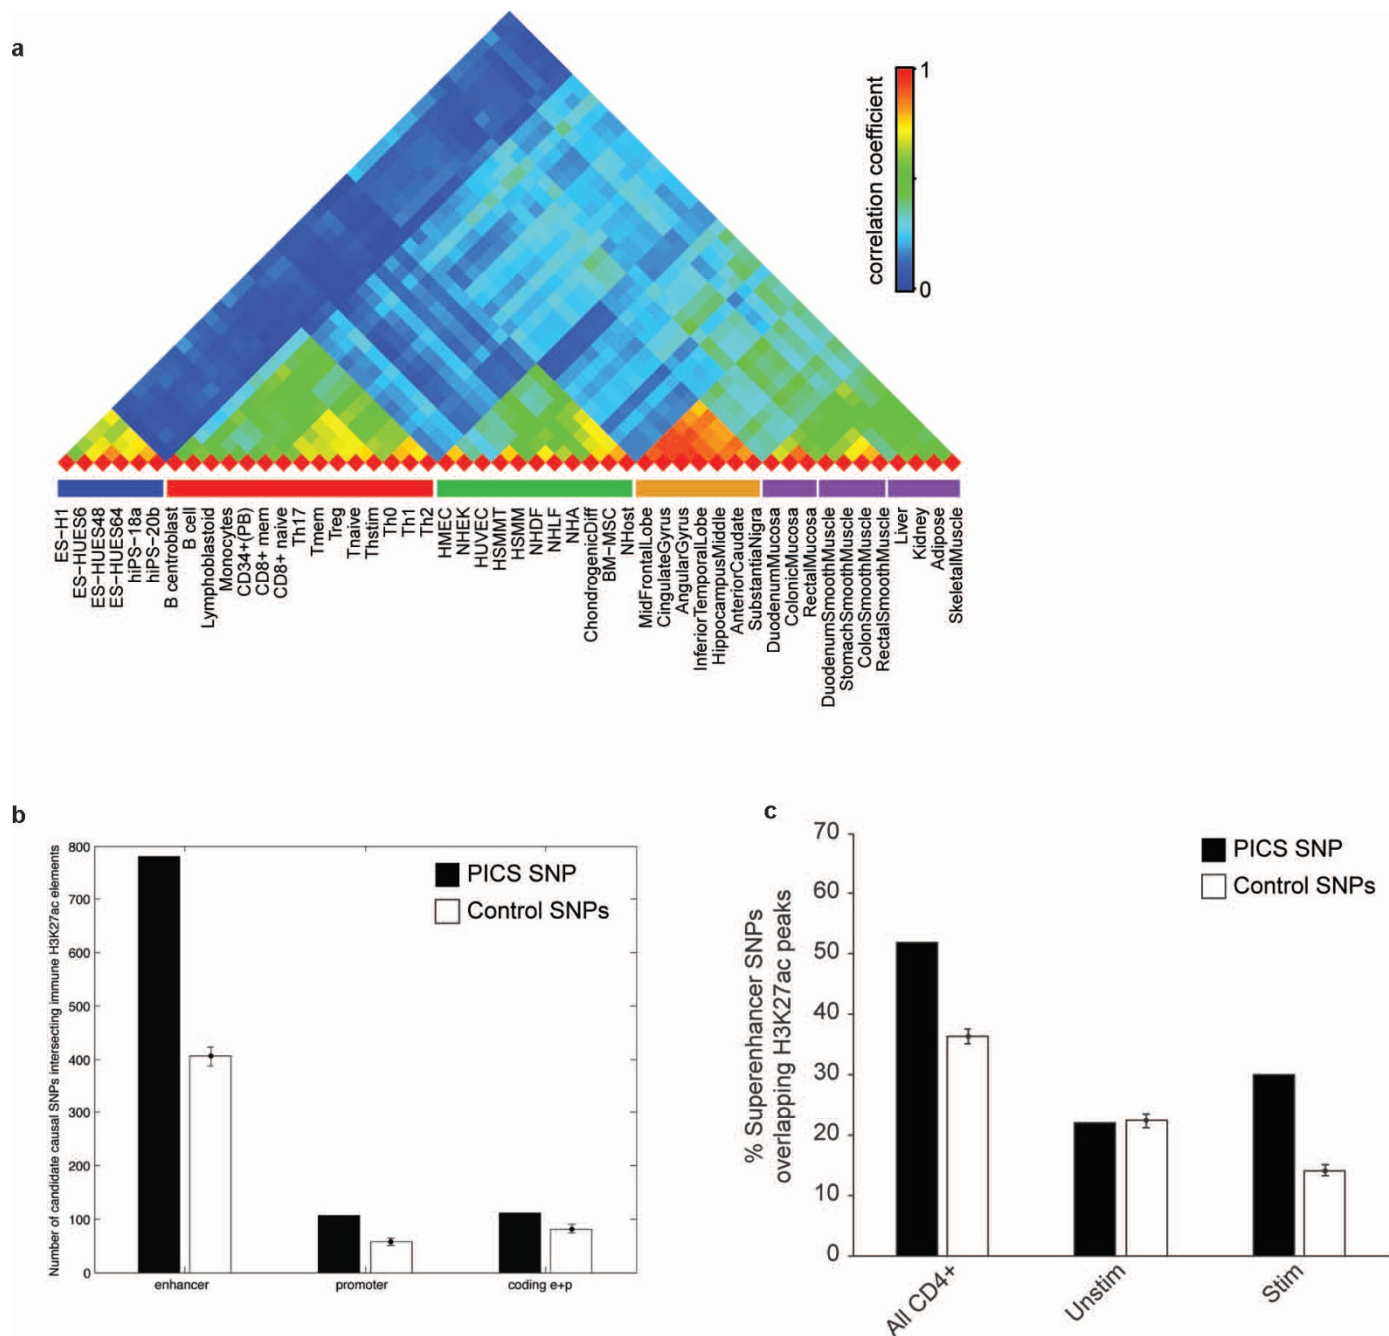 a
correlation coefficient
1
0
ES−H1
ES−HUES6
ES−HUES48
ES−HUES64
hiPS−18a
hiPS−20b
B centroblast
B cell
Lymphoblastoid
Monocytes
CD34+(PB)
CD8+ mem
CD8+ naive
Th17
Tmem
Treg
Tnaive
Thstim
Th0
Th1
Th2
HMEC
NHEK
HUVEC
HSMMT
HSMM
NHDF
NHLF
NHA
ChondrogenicDiff
BM−MSC
NHost
MidFrontalLobe
CingulateGyrus
AngularGyrus
InferiorTemporalLobe
HippocampusMiddle
AnteriorCaudate
SubstantiaNigra
DuodenumMucosa
ColonicMucosa
RectalMucosa
DuodenumSmoothMuscle
StomachSmoothMuscle
ColonSmoothMuscle
RectalSmoothMuscle
Liver
Kidney
Adipose
SkeletalMuscle
b
Number of candidate causal SNPs intersecting immune H3K27ac elements
800
700
600
500
400
300
200
100
0
PICS SNP
Control SNPs
enhancer
promoter
coding e+p
c
% Superenhancer SNPs
overlapping H3K27ac peaks
70
60
50
40
30
20
10
0
PICS SNP
Control SNPs
All CD4+
Unstim
Stim